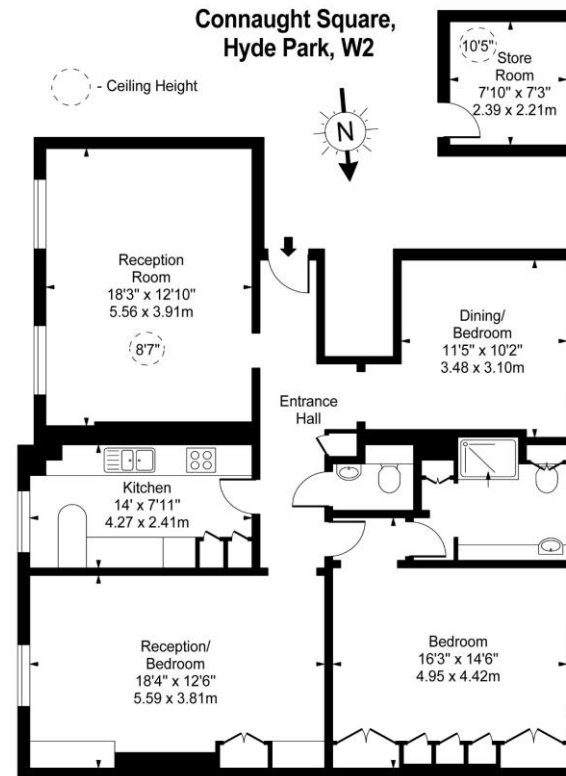 Connaught Square,
Hyde Park, W2
- Ceiling Height
N
10'5"
Store
Room
7'10" x 7'3"
2.39 x 2.21m
Reception
Room
18'3" x 12'10"
5.56 x 3.91m
8'7"
Dining/
Bedroom
11'5" x 10'2"
3.48 x 3.10m
Entrance
Hall
Kitchen
14' x 7'11"
4.27 x 2.41m
Reception/
Bedroom
18'4" x 12'6"
5.59 x 3.81m
Bedroom
16'3" x 14'6"
4.95 x 4.42m